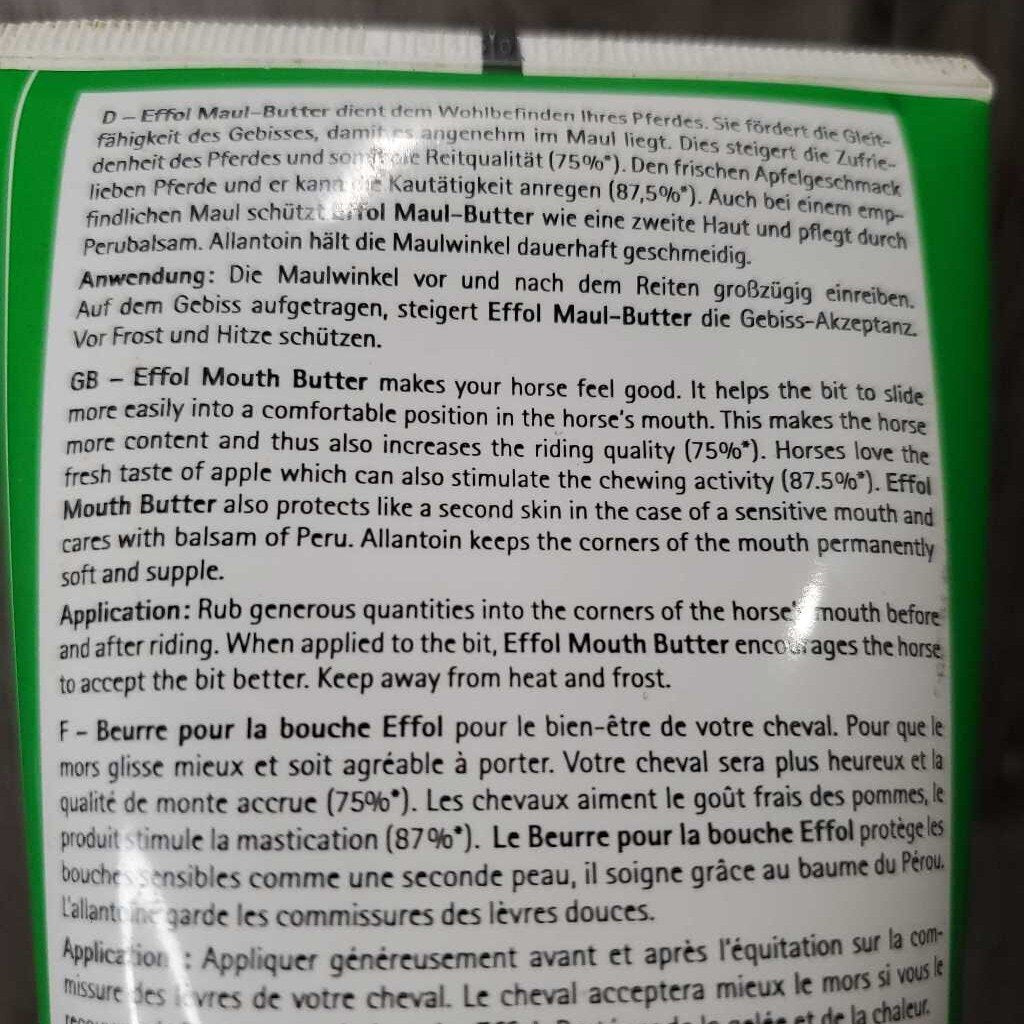 D – Effol Maul-Butter dient dem Wohlbefinden Ihres Pferdes. Sie fördert die Gleit-
fähigkeit des Gebisses, damit es angenehm im Maul liegt. Dies steigert die Zufrie-
denheit des Pferdes und somit die Reitqualität (75%*). Den frischen Apfelgeschmack
lieben Pferde und er kann die Kautätigkeit anregen (87,5%*). Auch bei einem emp-
findlichen Maul schützt Effol Maul-Butter wie eine zweite Haut und pflegt durch
Perubalsam. Allantoin hält die Maulwinkel dauerhaft geschmeidig.
Anwendung: Die Maulwinkel vor und nach dem Reiten großzügig einreiben.
Auf dem Gebiss aufgetragen, steigert Effol Maul-Butter die Gebiss-Akzeptanz.
Vor Frost und Hitze schützen.
GB – Effol Mouth Butter makes your horse feel good. It helps the bit to slide
more easily into a comfortable position in the horse's mouth. This makes the horse
more content and thus also increases the riding quality (75%*). Horses love the
fresh taste of apple which can also stimulate the chewing activity (87.5%*). Effol
Mouth Butter also protects like a second skin in the case of a sensitive mouth and
cares with balsam of Peru. Allantoin keeps the corners of the mouth permanently
soft and supple.
Application: Rub generous quantities into the corners of the horse's mouth before
and after riding. When applied to the bit, Effol Mouth Butter encourages the horse
to accept the bit better. Keep away from heat and frost.
F – Beurre pour la bouche Effol pour le bien-être de votre cheval. Pour que le
mors glisse mieux et soit agréable à porter. Votre cheval sera plus heureux et la
qualité de monte accrue (75%*). Les chevaux aiment le goût frais des pommes, le
produit stimule la mastication (87%*). Le Beurre pour la bouche Effol protège les
bouches sensibles comme une seconde peau, il soigne grâce au baume du Pérou.
L'allantoïne garde les commissures des lèvres douces.
Application : Appliquer généreusement avant et après l'équitation sur la com-
missure des lèvres de votre cheval. Le cheval acceptera mieux le mors si vous le
gelée et de la chaleur.